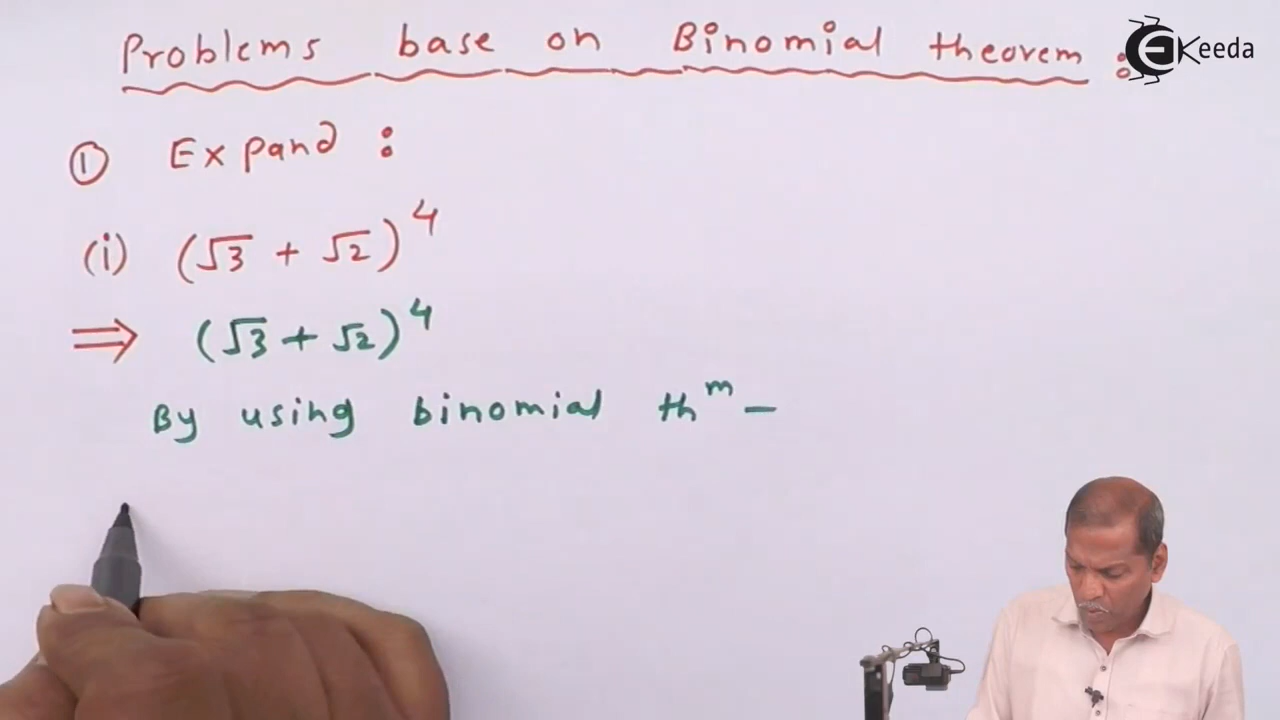 Problems base on Binomial theorem :
EKeeda
① Expand :
(i) (√3 + √2)⁴
⇒ (√3 + √2)⁴
By using binomial thᵐ –